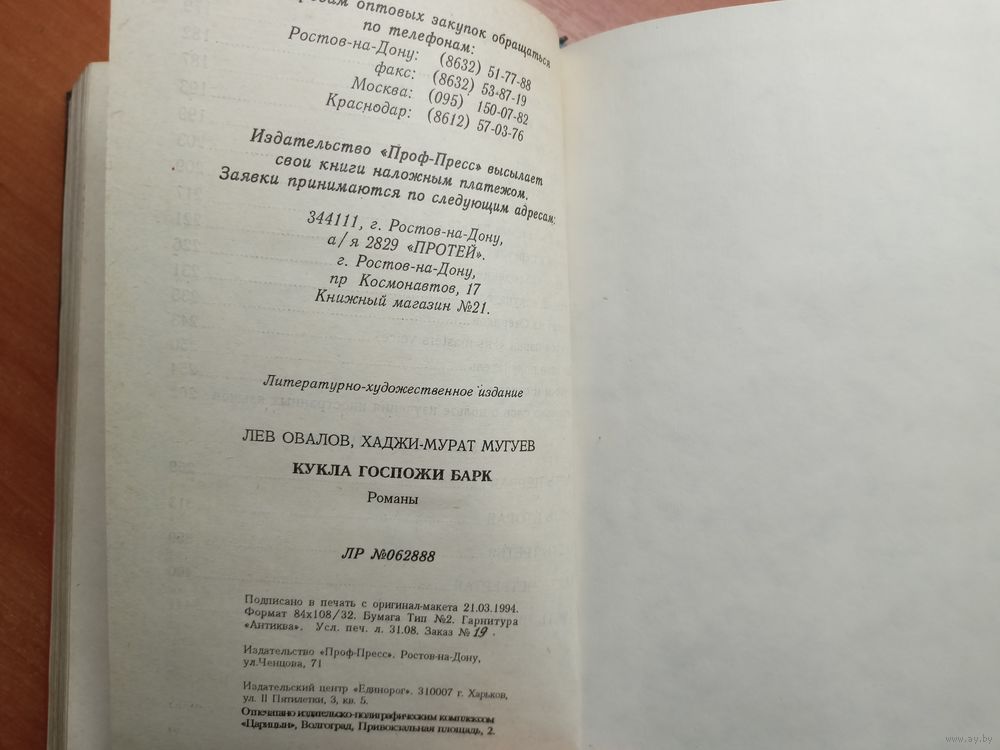 оптовых закупок обращаться
по телефонам:
Ростов-на-Дону: (8632) 51-77-88
факс: (8632) 53-87-19
Москва: (095) 150-07-82
Краснодар: (8612) 57-03-76
Издательство «Проф-Пресс» высылает
свои книги наложным платежом.
Заявки принимаются по следующим адресам:
344111, г. Ростов-на-Дону,
а/я 2829 «ПРОТЕЙ».
г. Ростов-на-Дону,
пр Космонавтов, 17
Книжный магазин №21.
Литературно-художественное издание
ЛЕВ ОВАЛОВ, ХАДЖИ-МУРАТ МУГУЕВ
КУКЛА ГОСПОЖИ БАРК
Романы
ЛР №062888
Подписано в печать с оригинал-макета 21.03.1994.
Формат 84х108/32. Бумага Тип №2. Гарнитура
«Антиква». Усл. печ. л. 31.08. Заказ № 19.
Издательство «Проф-Пресс». Ростов-на-Дону,
ул.Ченцова, 71
Издательский центр «Единорог». 310007 г. Харьков,
ул. II Пятилетки, 3, кв. 5.
Отпечатано издательско-полиграфическим комплексом
«Царицын», Волгоград, Привокзальная площадь, 2.
www.ay.by